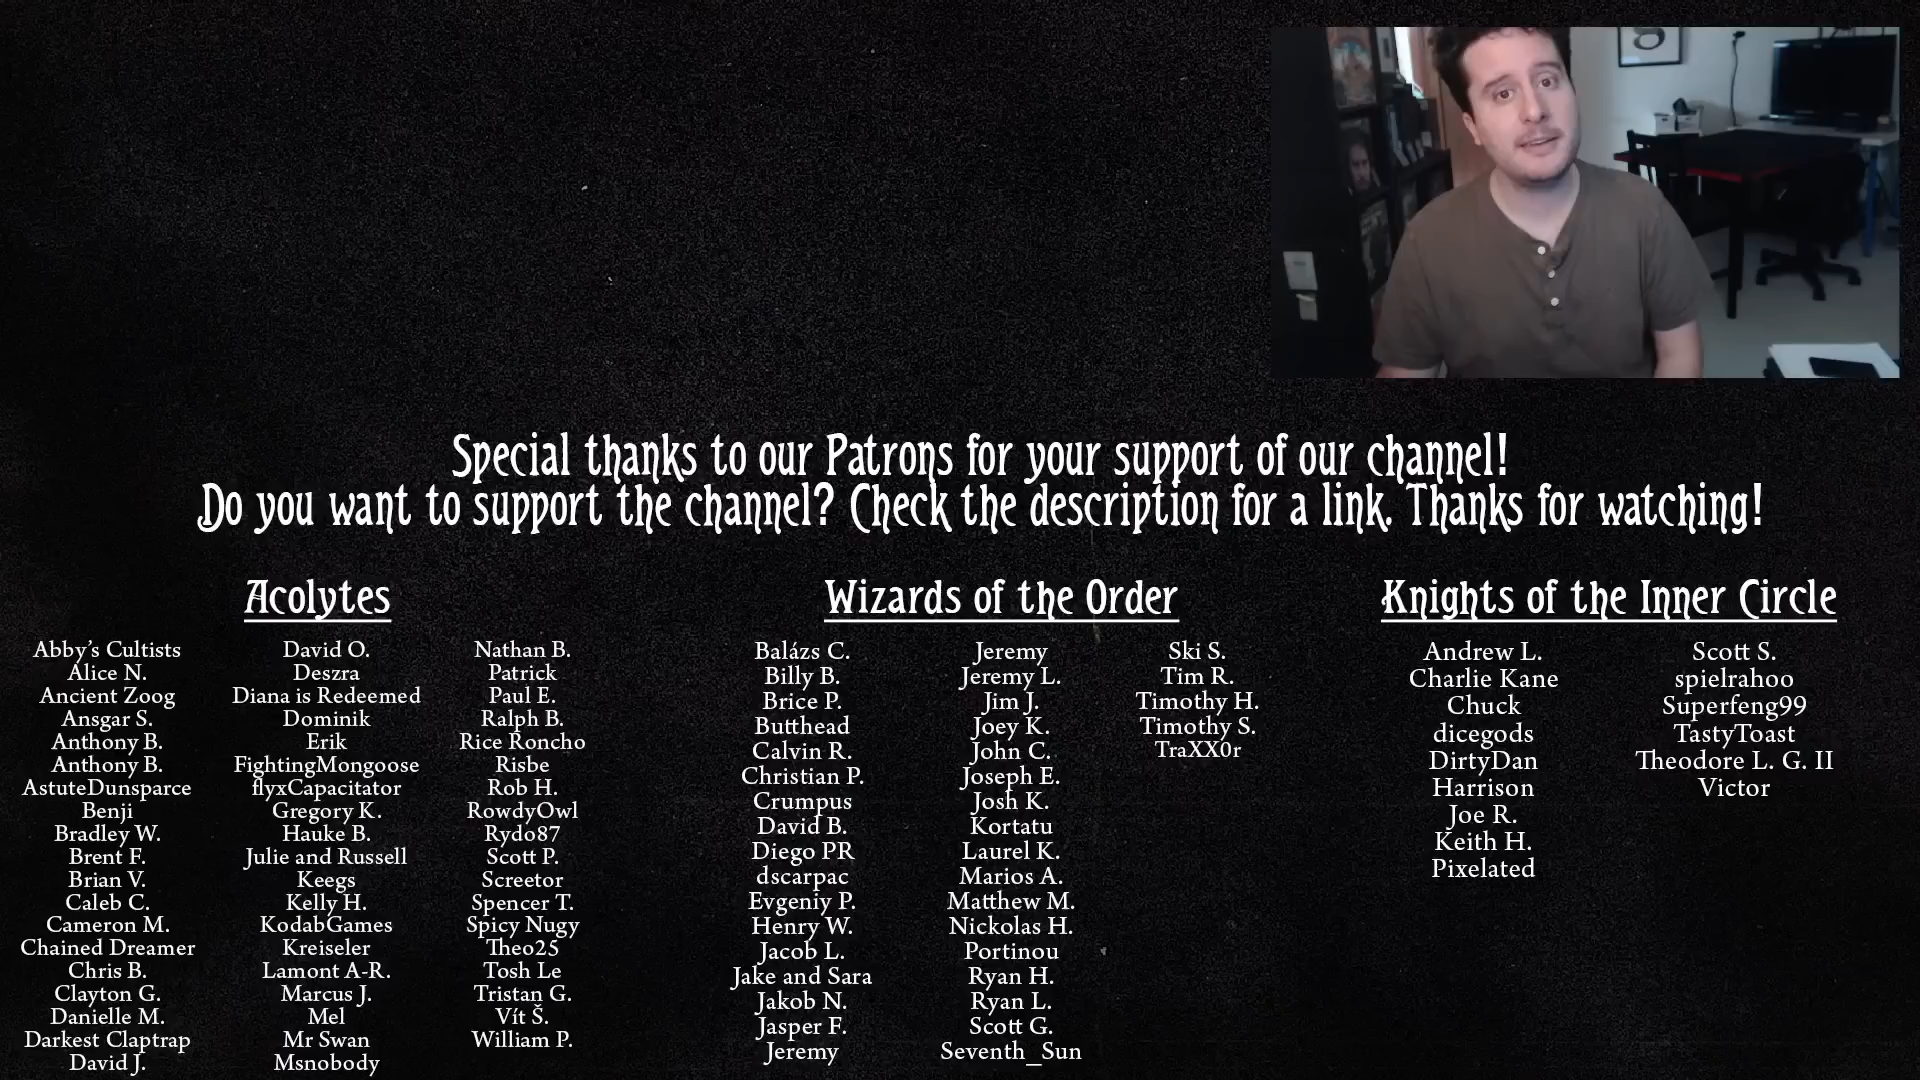 Special thanks to our Patrons for your support of our channel!
Do you want to support the channel? Check the description for a link. Thanks for watching!
Acolytes
Abby's Cultists
Alice N.
Ancient Zoog
Ansgar S.
Anthony B.
Anthony B.
AstuteDunsparce
Benji
Bradley W.
Brent F.
Brian V.
Caleb C.
Cameron M.
Chained Dreamer
Chris B.
Clayton G.
Danielle M.
Darkest Claptrap
David J.
David O.
Deszra
Diana is Redeemed
Dominik
Erik
FightingMongoose
flyxCapacitator
Gregory K.
Hauke B.
Julie and Russell
Keegs
Kelly H.
KodabGames
Kreiseler
Lamont A-R.
Marcus J.
Mel
Mr Swan
Msnobody
Nathan B.
Patrick
Paul E.
Ralph B.
Rice Roncho
Risbe
Rob H.
RowdyOwl
Rydo87
Scott P.
Screetor
Spencer T.
Spicy Nugy
Theo25
Tosh Le
Tristan G.
Vít Š.
William P.
Wizards of the Order
Balázs C.
Billy B.
Brice P.
Butthead
Calvin R.
Christian P.
Crumpus
David B.
Diego PR
dscarpac
Evgeniy P.
Henry W.
Jacob L.
Jake and Sara
Jakob N.
Jasper F.
Jeremy
Jeremy
Jeremy L.
Jim J.
Joey K.
John C.
Joseph E.
Josh K.
Kortatu
Laurel K.
Marios A.
Matthew M.
Nickolas H.
Portinou
Ryan H.
Ryan L.
Scott G.
Seventh_Sun
Ski S.
Tim R.
Timothy H.
Timothy S.
TraXX0r
Knights of the Inner Circle
Andrew L.
Charlie Kane
Chuck
dicegods
DirtyDan
Harrison
Joe R.
Keith H.
Pixelated
Scott S.
spielrahoo
Superfeng99
TastyToast
Theodore L. G. II
Victor